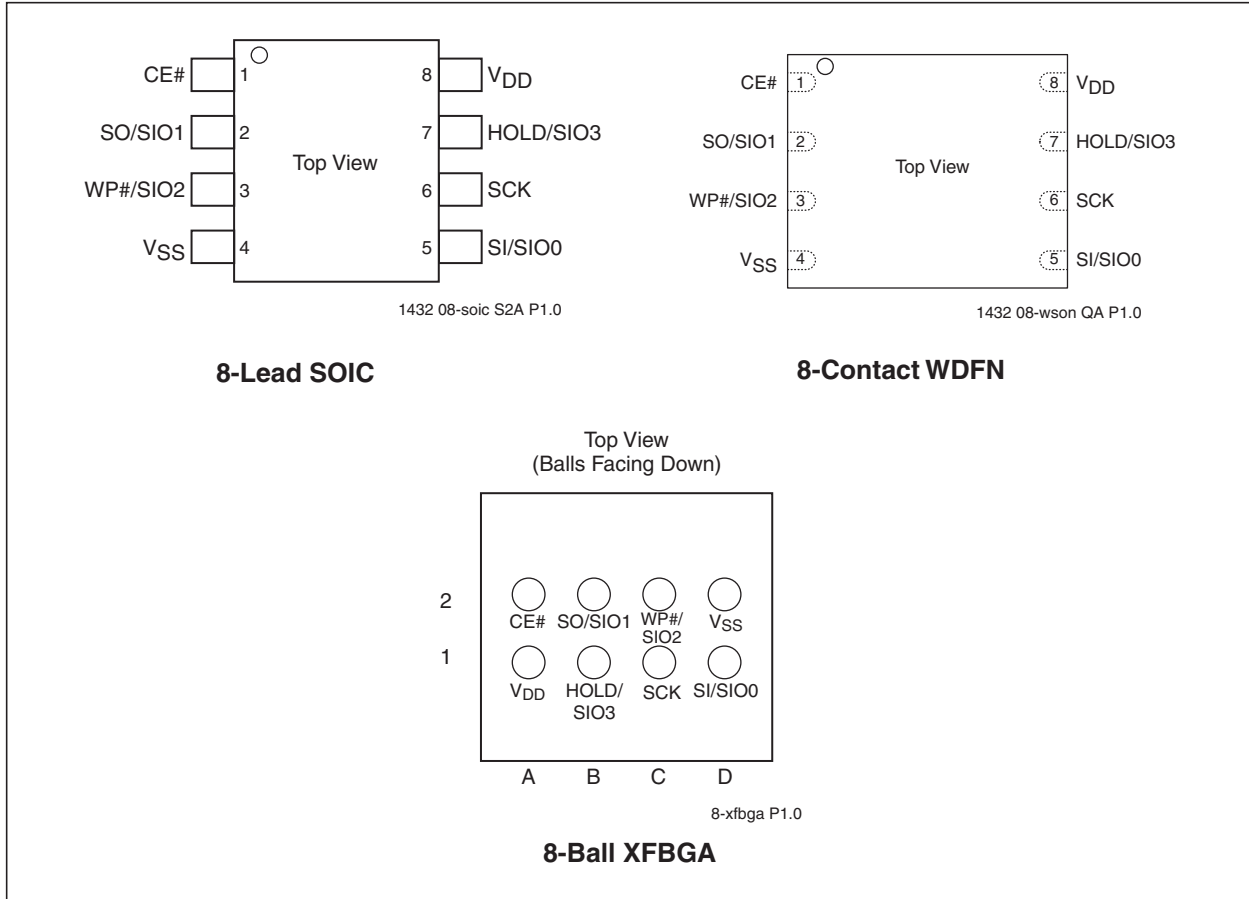 CE#
SO/SIO1
WP#/SIO2
VSS
1
2
3
4
Top View
8
7
6
5
VDD
HOLD/SIO3
SCK
SI/SIO0
1432 08-soic S2A P1.0
8-Lead SOIC
CE#
SO/SIO1
WP#/SIO2
VSS
1
2
3
4
Top View
8
7
6
5
VDD
HOLD/SIO3
SCK
SI/SIO0
1432 08-wson QA P1.0
8-Contact WDFN
Top View
(Balls Facing Down)
2
CE#
SO/SIO1
WP#/
SIO2
VSS
1
VDD
HOLD/
SIO3
SCK
SI/SIO0
A B C D
8-xfbga P1.0
8-Ball XFBGA